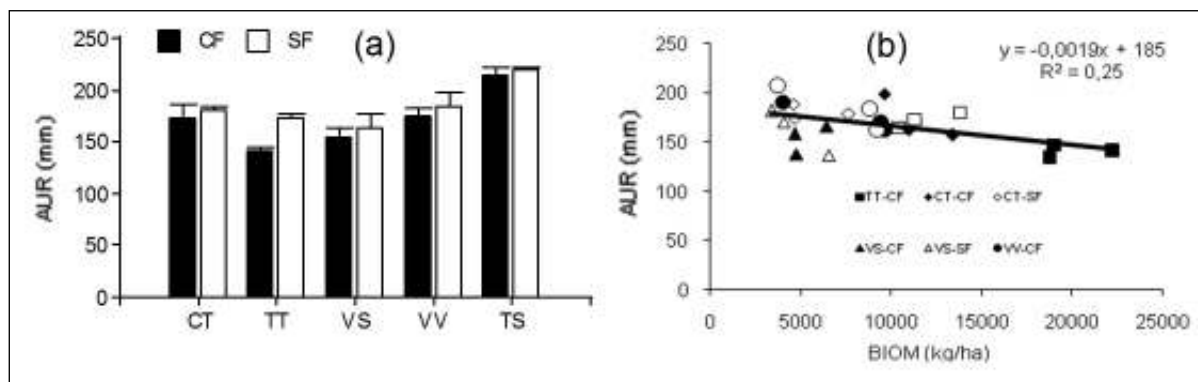 CF SF (a)
250
200
150
100
50
0
AUR (mm)
CT TT VS VV TS
(b)
y = -0,0019x + 185
R² = 0,25
250
200
150
100
50
0
AUR (mm)
TT-CF CT-CF CT-SF
VS-CF VS-SF VV-CF
0 5000 10000 15000 20000 25000
BIOM (kg/ha)